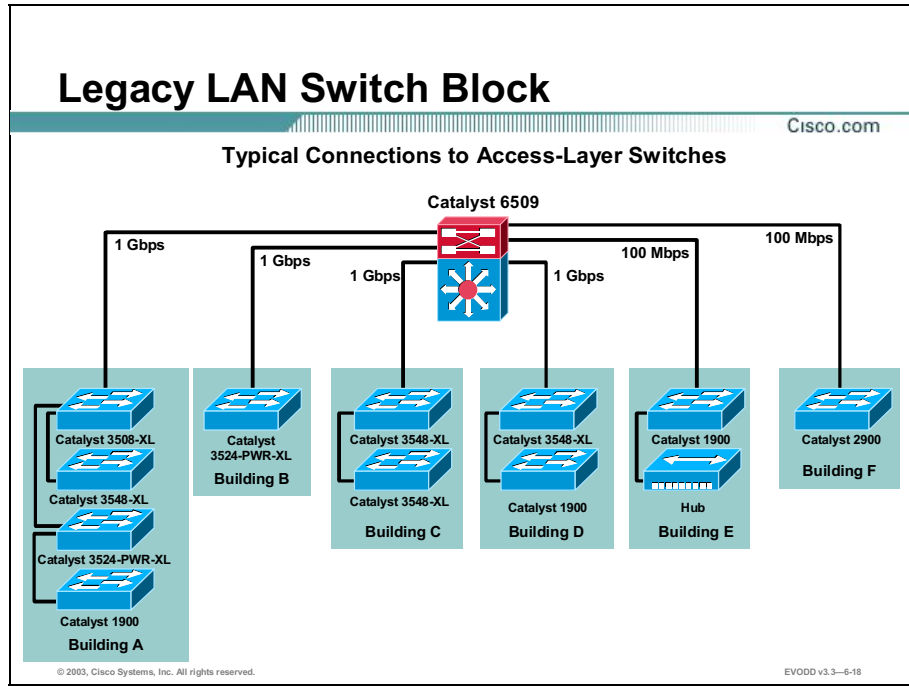 Legacy LAN Switch Block
Cisco.com
Typical Connections to Access-Layer Switches
Catalyst 6509
1 Gbps
1 Gbps
1 Gbps
1 Gbps
100 Mbps
100 Mbps
Catalyst 3508-XL
Catalyst 3548-XL
Catalyst 3524-PWR-XL
Catalyst 1900
Building A
Catalyst
3524-PWR-XL
Building B
Catalyst 3548-XL
Catalyst 3548-XL
Building C
Catalyst 3548-XL
Catalyst 1900
Building D
Catalyst 1900
Hub
Building E
Catalyst 2900
Building F
© 2003, Cisco Systems, Inc. All rights reserved.
EVODD v3.3—6-18